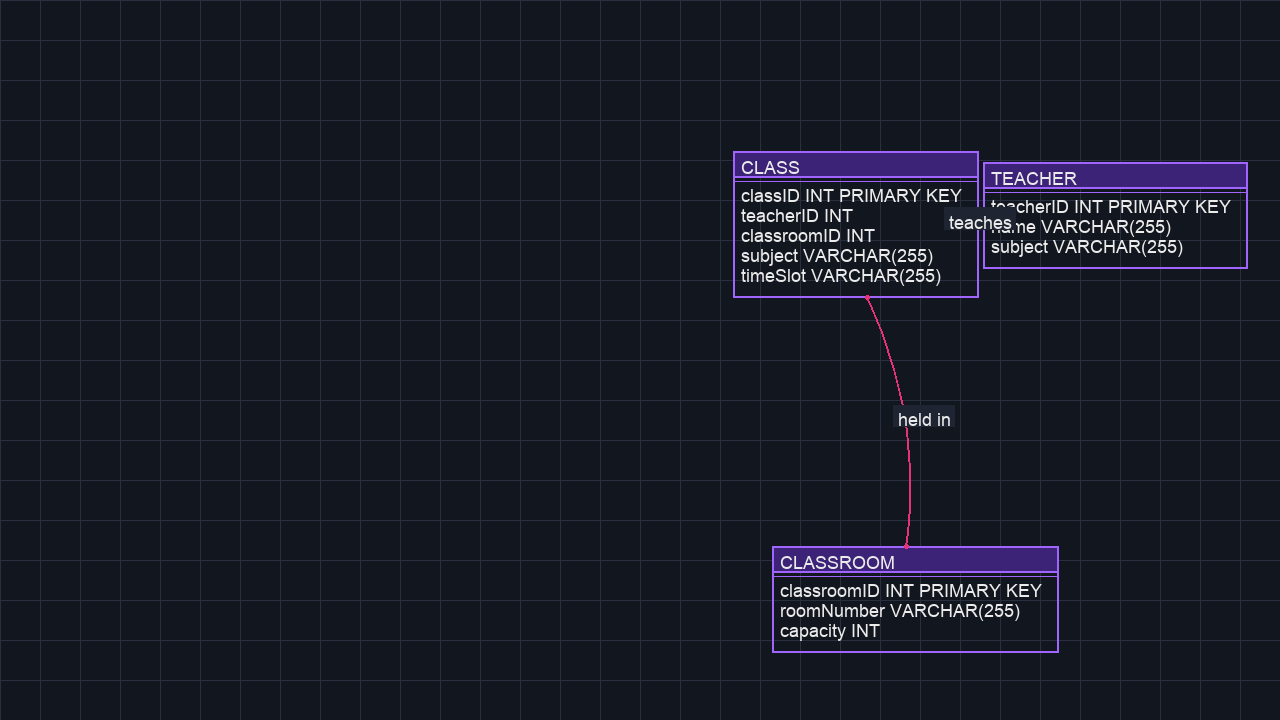 CLASS
classID INT PRIMARY KEY
teacherID INT
classroomID INT
subject VARCHAR(255)
timeSlot VARCHAR(255)
teaches
TEACHER
teacherID INT PRIMARY KEY
name VARCHAR(255)
subject VARCHAR(255)
held in
CLASSROOM
classroomID INT PRIMARY KEY
roomNumber VARCHAR(255)
capacity INT